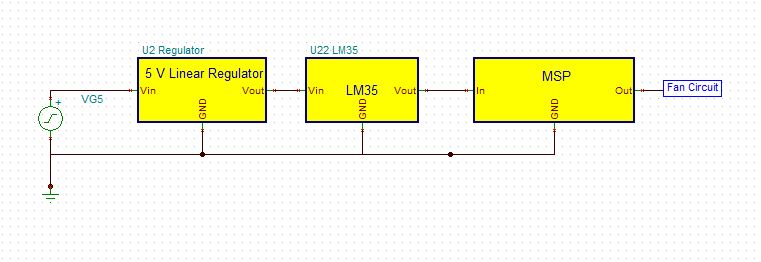 U2 Regulator
U22 LM35
5 V Linear Regulator
LM35
MSP
VG5
+
Vin
Vout
GND
Vin
Vout
GND
In
Out
GND
Fan Circuit